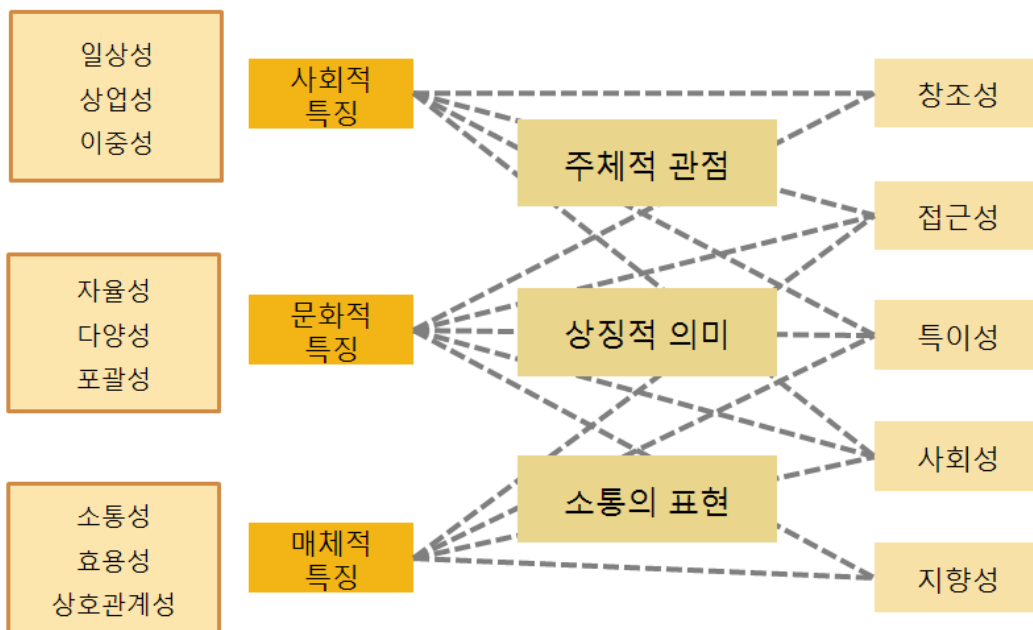 일상성
상업성
이중성
사회적
특징
주체적 관점
창조성
접근성
자율성
다양성
포괄성
문화적
특징
상징적 의미
특이성
사회성
소통성
효용성
상호관계성
매체적
특징
소통의 표현
지향성